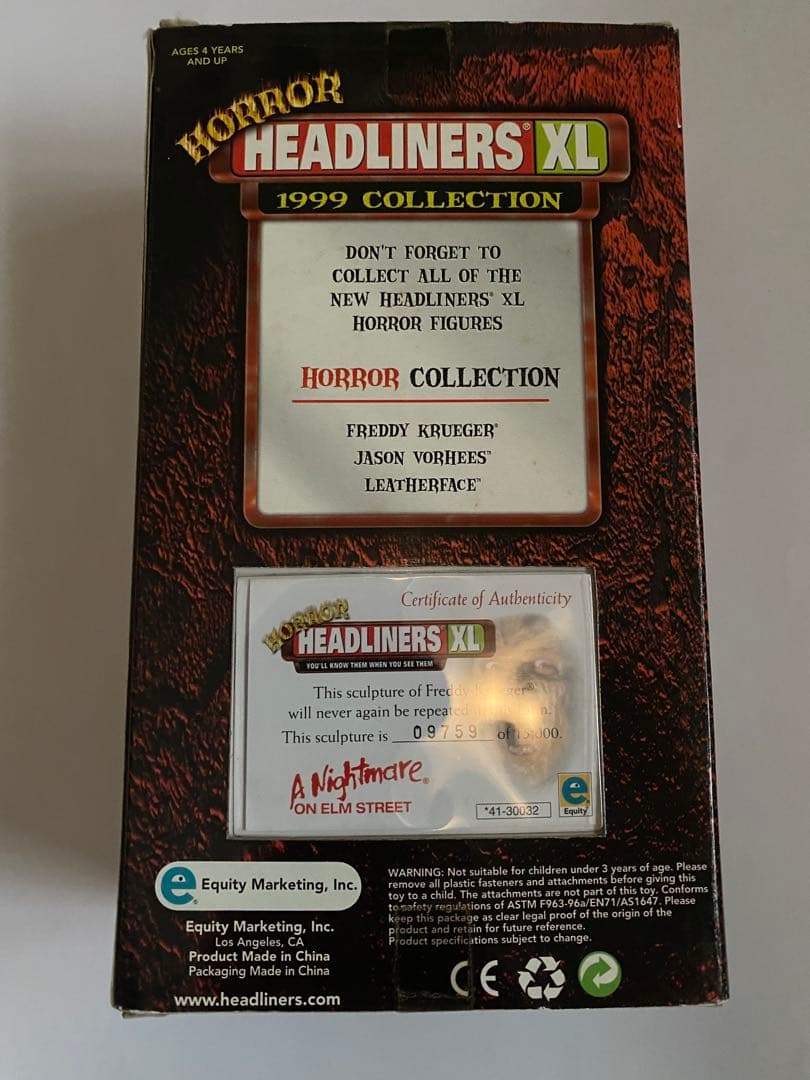 AGES 4 YEARS
AND UP
HORROR
HEADLINERS® XL
1999 COLLECTION
DON'T FORGET TO
COLLECT ALL OF THE
NEW HEADLINERS® XL
HORROR FIGURES
HORROR COLLECTION
FREDDY KRUEGER®
JASON VORHEES™
LEATHERFACE™
Certificate of Authenticity
HORROR
HEADLINERS XL
YOU'LL KNOW THEM WHEN YOU SEE THEM
This sculpture of Freddy
will never again be repeated
This sculpture is 09759 of 15,000.
A Nightmare®
ON ELM STREET
*41-30032
e
Equity
e® Equity Marketing, Inc.
Equity Marketing, Inc.
Los Angeles, CA
Product Made in China
Packaging Made in China
www.headliners.com
WARNING: Not suitable for children under 3 years of age. Please
remove all plastic fasteners and attachments before giving this
toy to a child. The attachments are not part of this toy. Conforms
to safety regulations of ASTM F963-96a/EN71/AS1647. Please
keep this package as clear legal proof of the origin of the
product and retain for future reference.
Product specifications subject to change.
CE